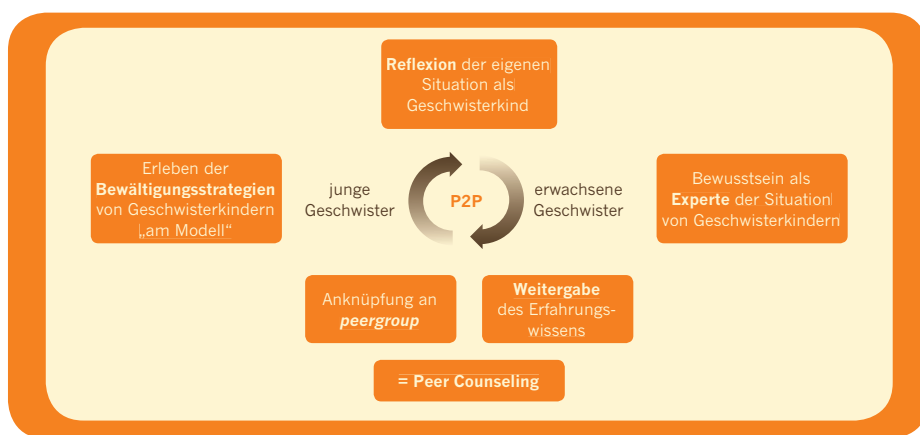 Reflexion der eigenen
Situation als
Geschwisterkind
Erleben der
Bewältigungsstrategien
von Geschwisterkindern
„am Modell“
junge
Geschwister
P2P
erwachsene
Geschwister
Bewusstsein als
Experte der Situation
von Geschwisterkindern
Anknüpfung an
peergroup
Weitergabe
des Erfahrungs-
wissens
= Peer Counseling